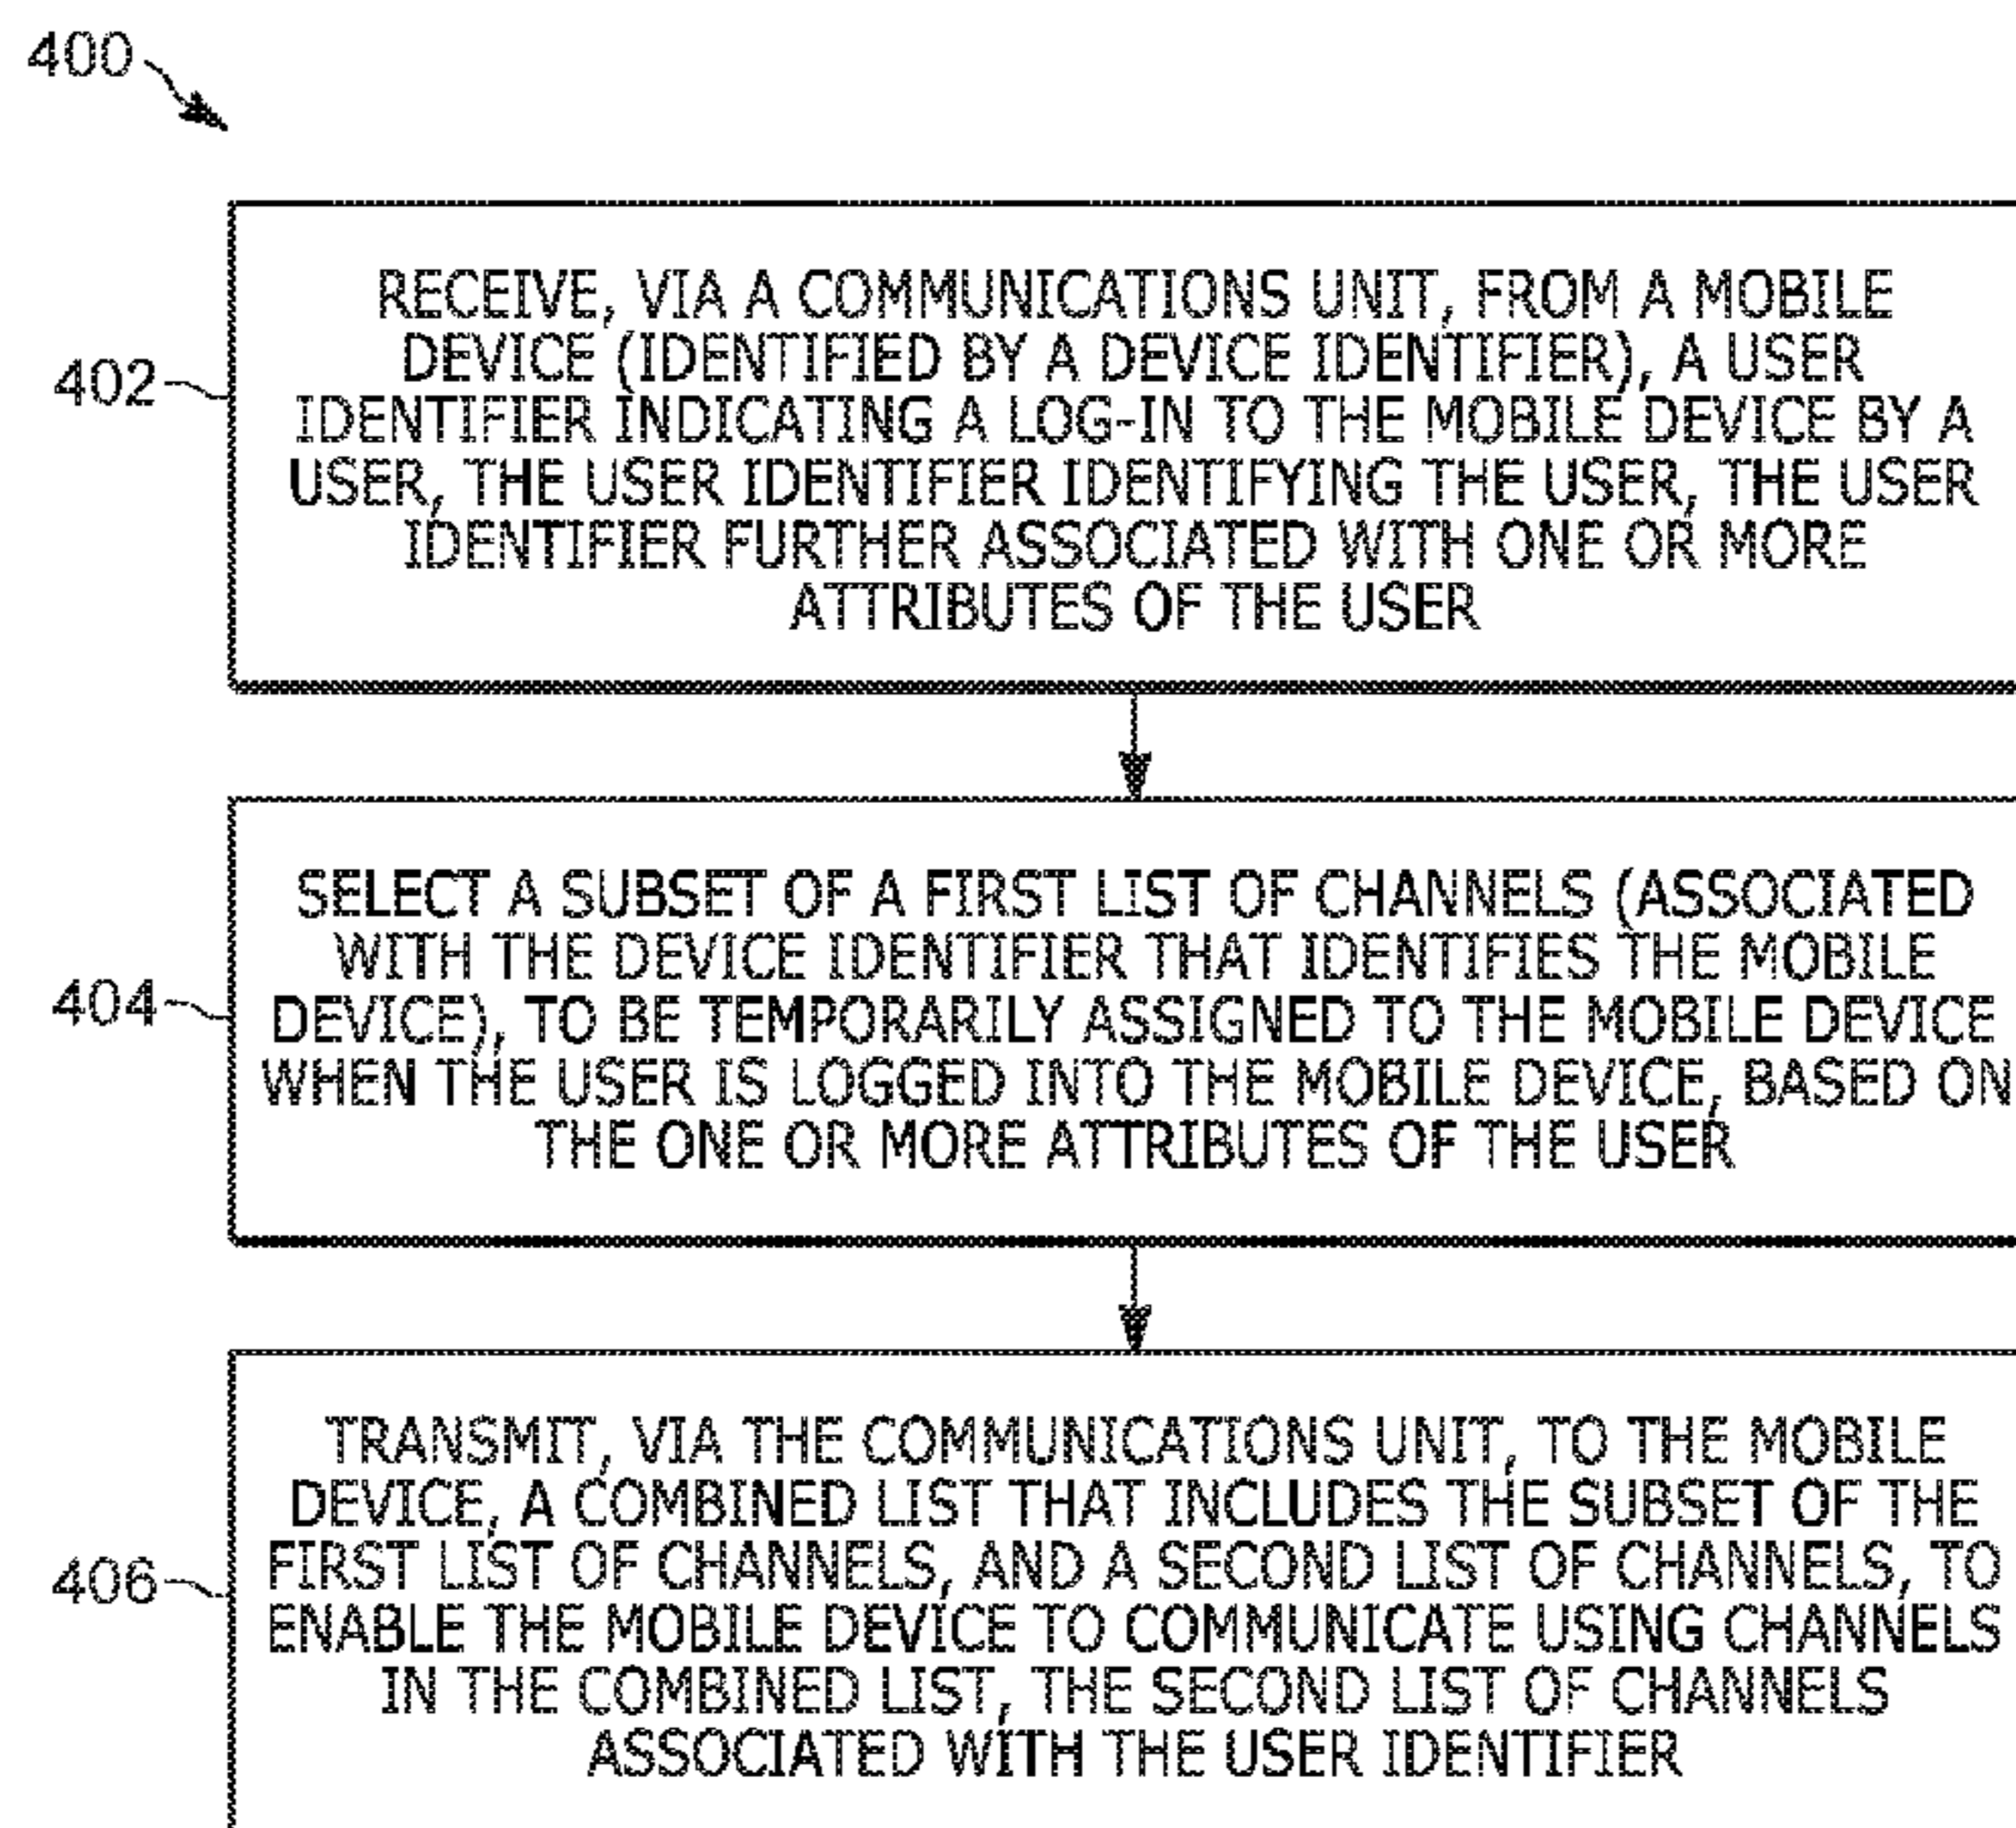 400
RECEIVE, VIA A COMMUNICATIONS UNIT, FROM A MOBILE
DEVICE (IDENTIFIED BY A DEVICE IDENTIFIER), A USER
402
IDENTIFIER INDICATING A LOG-IN TO THE MOBILE DEVICE BY A
USER, THE USER IDENTIFIER IDENTIFYING THE USER, THE USER
IDENTIFIER FURTHER ASSOCIATED WITH ONE OR MORE
ATTRIBUTES OF THE USER
SELECT A SUBSET OF A FIRST LIST OF CHANNELS (ASSOCIATED
WITH THE DEVICE IDENTIFIER THAT IDENTIFIES THE MOBILE
404
DEVICE), TO BE TEMPORARILY ASSIGNED TO THE MOBILE DEVICE
WHEN THE USER IS LOGGED INTO THE MOBILE DEVICE, BASED ON
THE ONE OR MORE ATTRIBUTES OF THE USER
TRANSMIT, VIA THE COMMUNICATIONS UNIT, TO THE MOBILE
DEVICE, A COMBINED LIST THAT INCLUDES THE SUBSET OF THE
FIRST LIST OF CHANNELS, AND A SECOND LIST OF CHANNELS, TO
406
ENABLE THE MOBILE DEVICE TO COMMUNICATE USING CHANNELS
IN THE COMBINED LIST, THE SECOND LIST OF CHANNELS
ASSOCIATED WITH THE USER IDENTIFIER